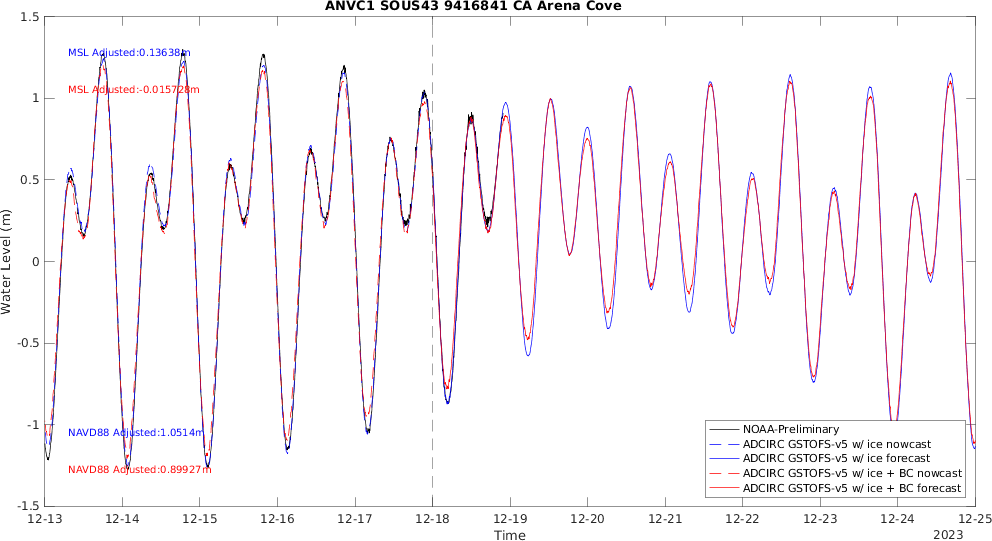 ANVC1 SOUS43 9416841 CA Arena Cove
1.5
1
0.5
0
-0.5
-1
-1.5
Water Level (m)
MSL Adjusted:0.13638m
MSL Adjusted:-0.015728m
NAVD88 Adjusted:1.0514m
NAVD88 Adjusted:0.89927m
NOAA-Preliminary
ADCIRC GSTOFS-v5 w/ ice nowcast
ADCIRC GSTOFS-v5 w/ ice forecast
ADCIRC GSTOFS-v5 w/ ice + BC nowcast
ADCIRC GSTOFS-v5 w/ ice + BC forecast
12-13 12-14 12-15 12-16 12-17 12-18 12-19 12-20 12-21 12-22 12-23 12-24 12-25
Time
2023